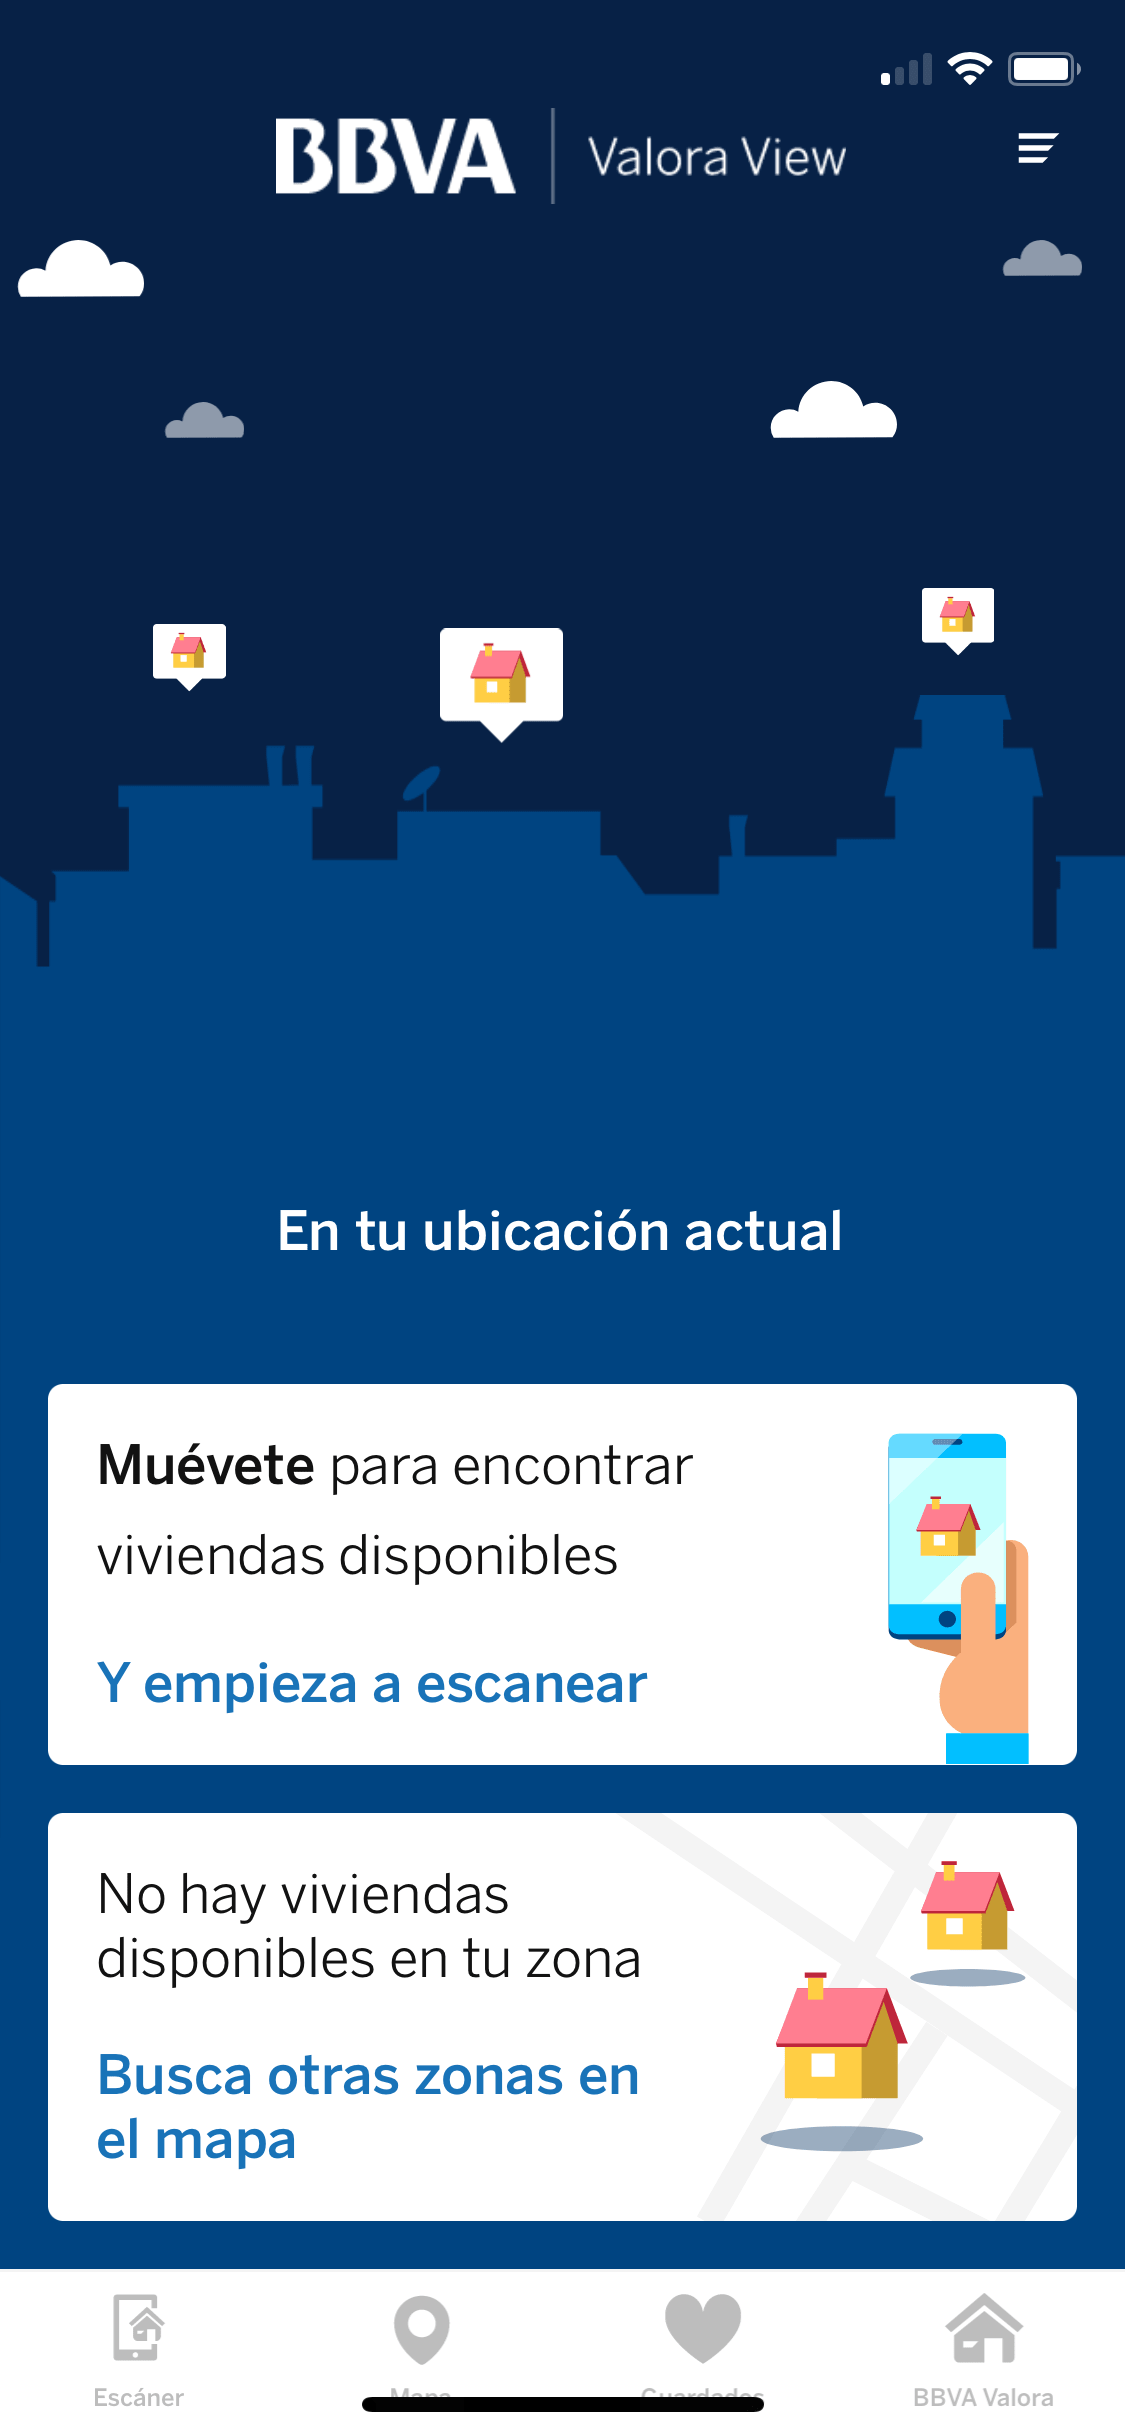 BBVA Valora View
En tu ubicación actual
Muévete para encontrar
viviendas disponibles
Y empieza a escanear
No hay viviendas
disponibles en tu zona
Busca otras zonas en
el mapa
Escáner Mapa Guardados BBVA Valora